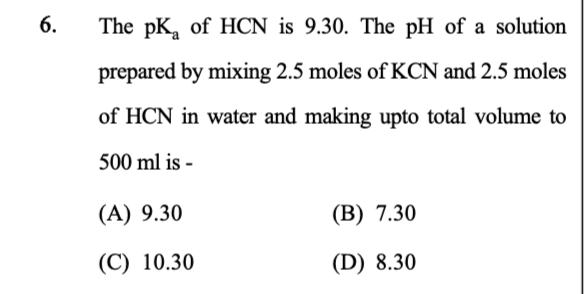 6. The pKₐ of HCN is 9.30. The pH of a solution
prepared by mixing 2.5 moles of KCN and 2.5 moles
of HCN in water and making upto total volume to
500 ml is -
(A) 9.30 (B) 7.30
(C) 10.30 (D) 8.30